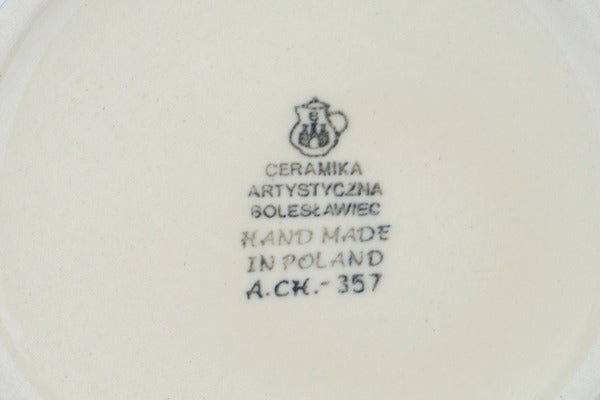 B
CERAMIKA
ARTYSTYCZNA
BOLESŁAWIEC
HAND MADE
IN POLAND
A.CH.- 357